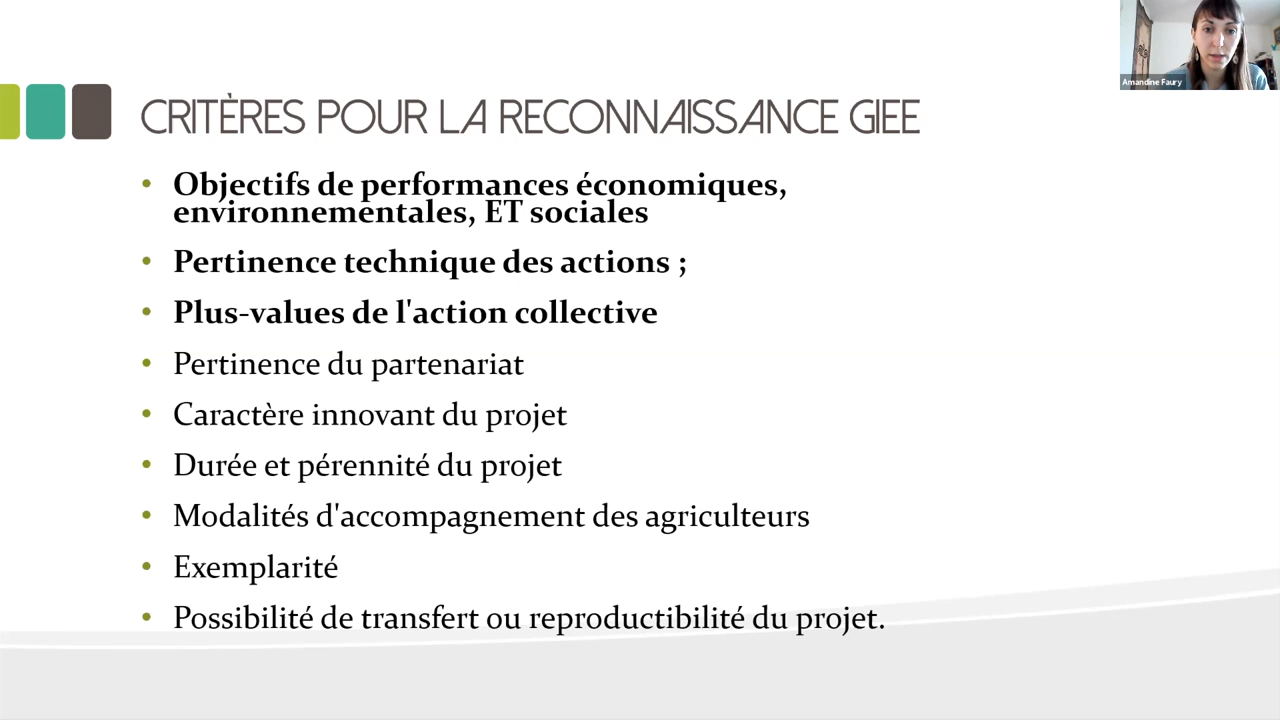 Amandine Faury
CRITÈRES POUR LA RECONNAISSANCE GIEE
• Objectifs de performances économiques,
environnementales, ET sociales
• Pertinence technique des actions ;
• Plus-values de l'action collective
• Pertinence du partenariat
• Caractère innovant du projet
• Durée et pérennité du projet
• Modalités d'accompagnement des agriculteurs
• Exemplarité
• Possibilité de transfert ou reproductibilité du projet.